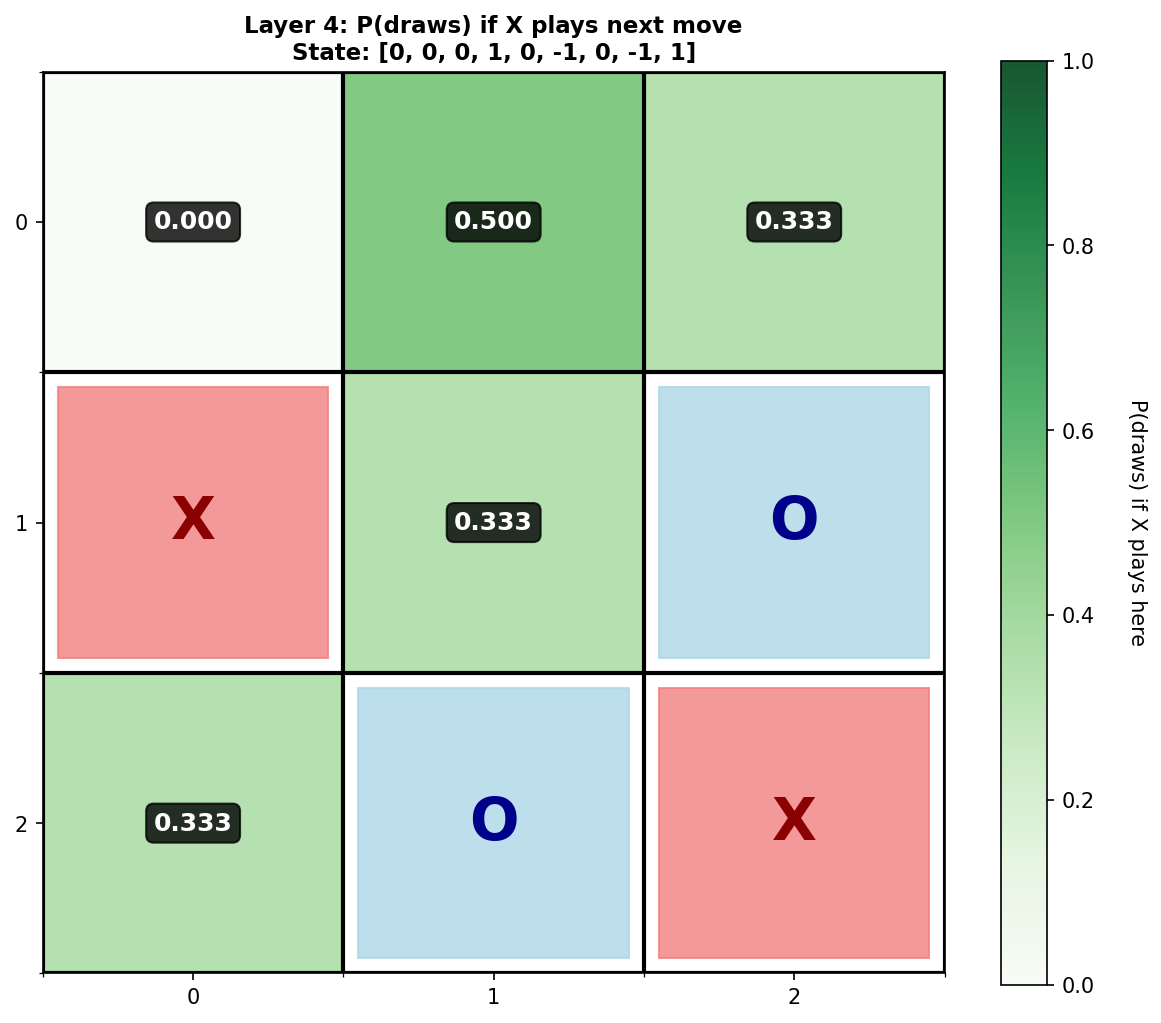 Layer 4: P(draws) if X plays next move
State: [0, 0, 0, 1, 0, -1, 0, -1, 1]
0
0.000
0.500
0.333
1
X
0.333
O
2
0.333
O
X
0
1
2
1.0
0.8
0.6
0.4
0.2
0.0
P(draws) if X plays here